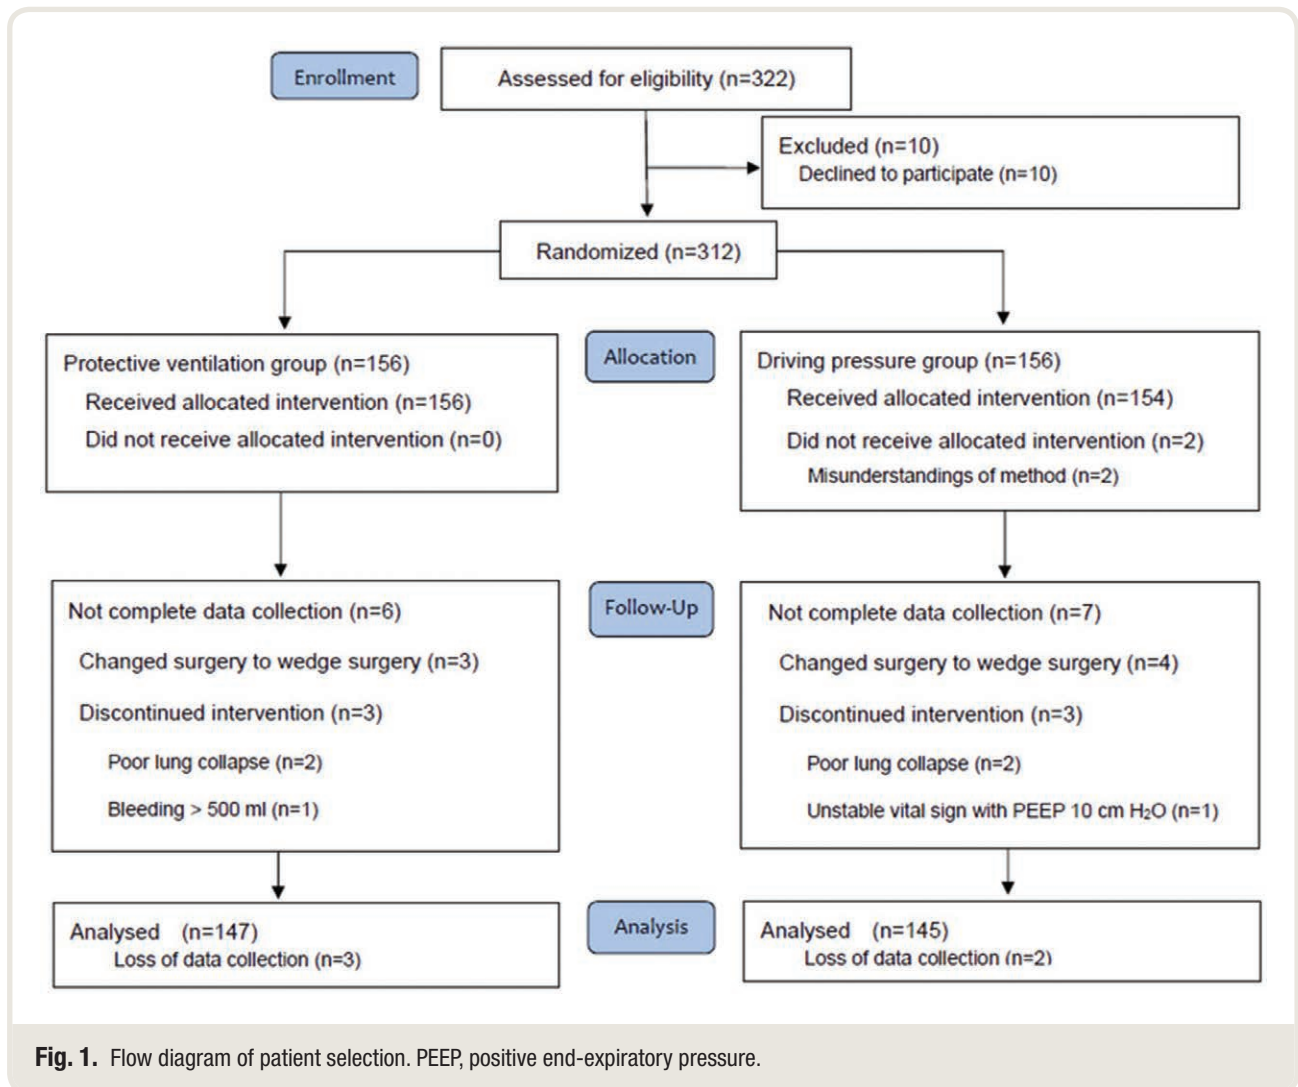 Enrollment
Assessed for eligibility (n=322)
Excluded (n=10)
Declined to participate (n=10)
Randomized (n=312)
Protective ventilation group (n=156)
Received allocated intervention (n=156)
Did not receive allocated intervention (n=0)
Allocation
Driving pressure group (n=156)
Received allocated intervention (n=154)
Did not receive allocated intervention (n=2)
Misunderstandings of method (n=2)
Not complete data collection (n=6)
Changed surgery to wedge surgery (n=3)
Discontinued intervention (n=3)
Poor lung collapse (n=2)
Bleeding > 500 ml (n=1)
Follow-Up
Not complete data collection (n=7)
Changed surgery to wedge surgery (n=4)
Discontinued intervention (n=3)
Poor lung collapse (n=2)
Unstable vital sign with PEEP 10 cm H₂O (n=1)
Analysed (n=147)
Loss of data collection (n=3)
Analysis
Analysed (n=145)
Loss of data collection (n=2)
Fig. 1. Flow diagram of patient selection. PEEP, positive end-expiratory pressure.